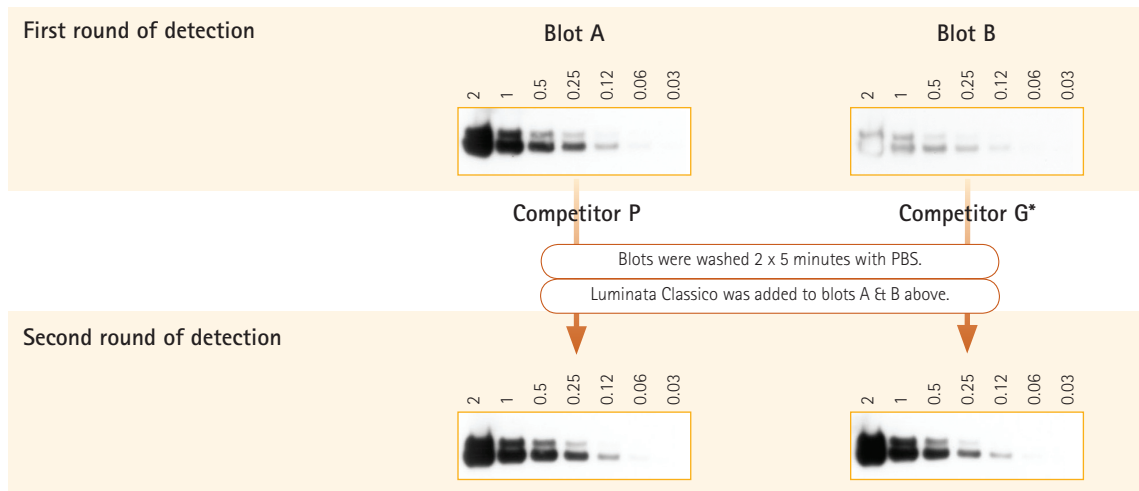 First round of detection
Blot A
Blot B
2 1 0.5 0.25 0.12 0.06 0.03
2 1 0.5 0.25 0.12 0.06 0.03
Competitor P
Competitor G*
Blots were washed 2 x 5 minutes with PBS.
Luminata Classico was added to blots A & B above.
Second round of detection
2 1 0.5 0.25 0.12 0.06 0.03
2 1 0.5 0.25 0.12 0.06 0.03